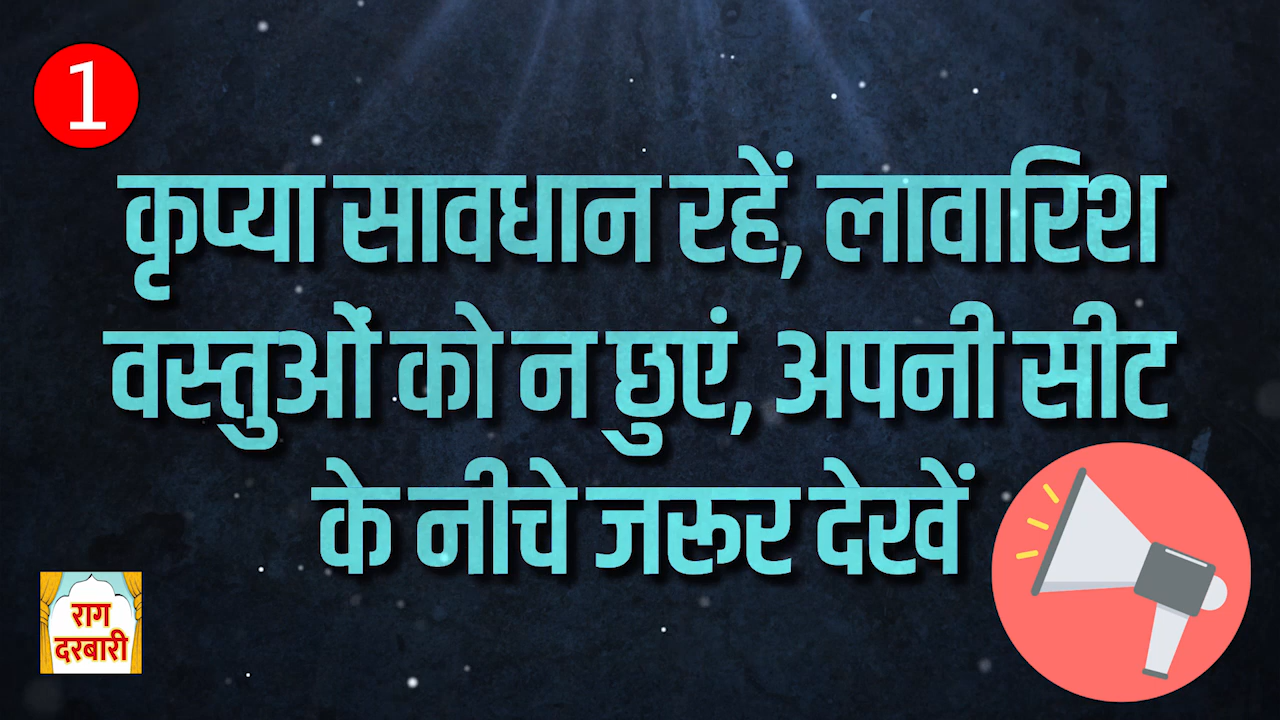 1
कृप्या सावधान रहें, लावारिश
वस्तुओं को न छुएं, अपनी सीट
के नीचे जरूर देखें
राग
दरबारी